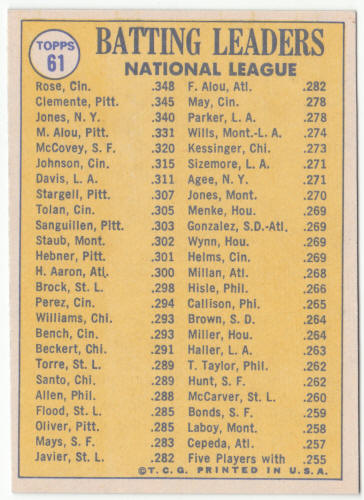 TOPPS
61
BATTING LEADERS
NATIONAL LEAGUE
Rose, Cin. .348
Clemente, Pitt. .345
Jones, N. Y. .340
M. Alou, Pitt. .331
McCovey, S. F. .320
Johnson, Cin. .315
Davis, L. A. .311
Stargell, Pitt. .307
Tolan, Cin. .305
Sanguillen, Pitt. .303
Staub, Mont. .302
Hebner, Pitt. .301
H. Aaron, Atl. .300
Brock, St. L. .298
Perez, Cin. .294
Williams, Chi. .293
Bench, Cin. .293
Beckert, Chi. .291
Torre, St. L. .289
Santo, Chi. .289
Allen, Phil. .288
Flood, St. L. .285
Oliver, Pitt. .285
Mays, S. F. .283
Javier, St. L. .282
F. Alou, Atl. .282
May, Cin. .278
Parker, L. A. .278
Wills, Mont.-L. A. .274
Kessinger, Chi. .273
Sizemore, L. A. .271
Agee, N. Y. .271
Jones, Mont. .270
Menke, Hou. .269
Gonzalez, S.D.-Atl. .269
Wynn, Hou. .269
Helms, Cin. .269
Millan, Atl. .268
Hisle, Phil. .266
Callison, Phil. .265
Brown, S. D. .264
Miller, Hou. .264
Haller, L. A. .263
T. Taylor, Phil. .262
Hunt, S. F. .262
McCarver, St. L. .260
Bonds, S. F. .259
Laboy, Mont. .258
Cepeda, Atl. .257
Five Players with .255
©T.C.G. PRINTED IN U.S.A.